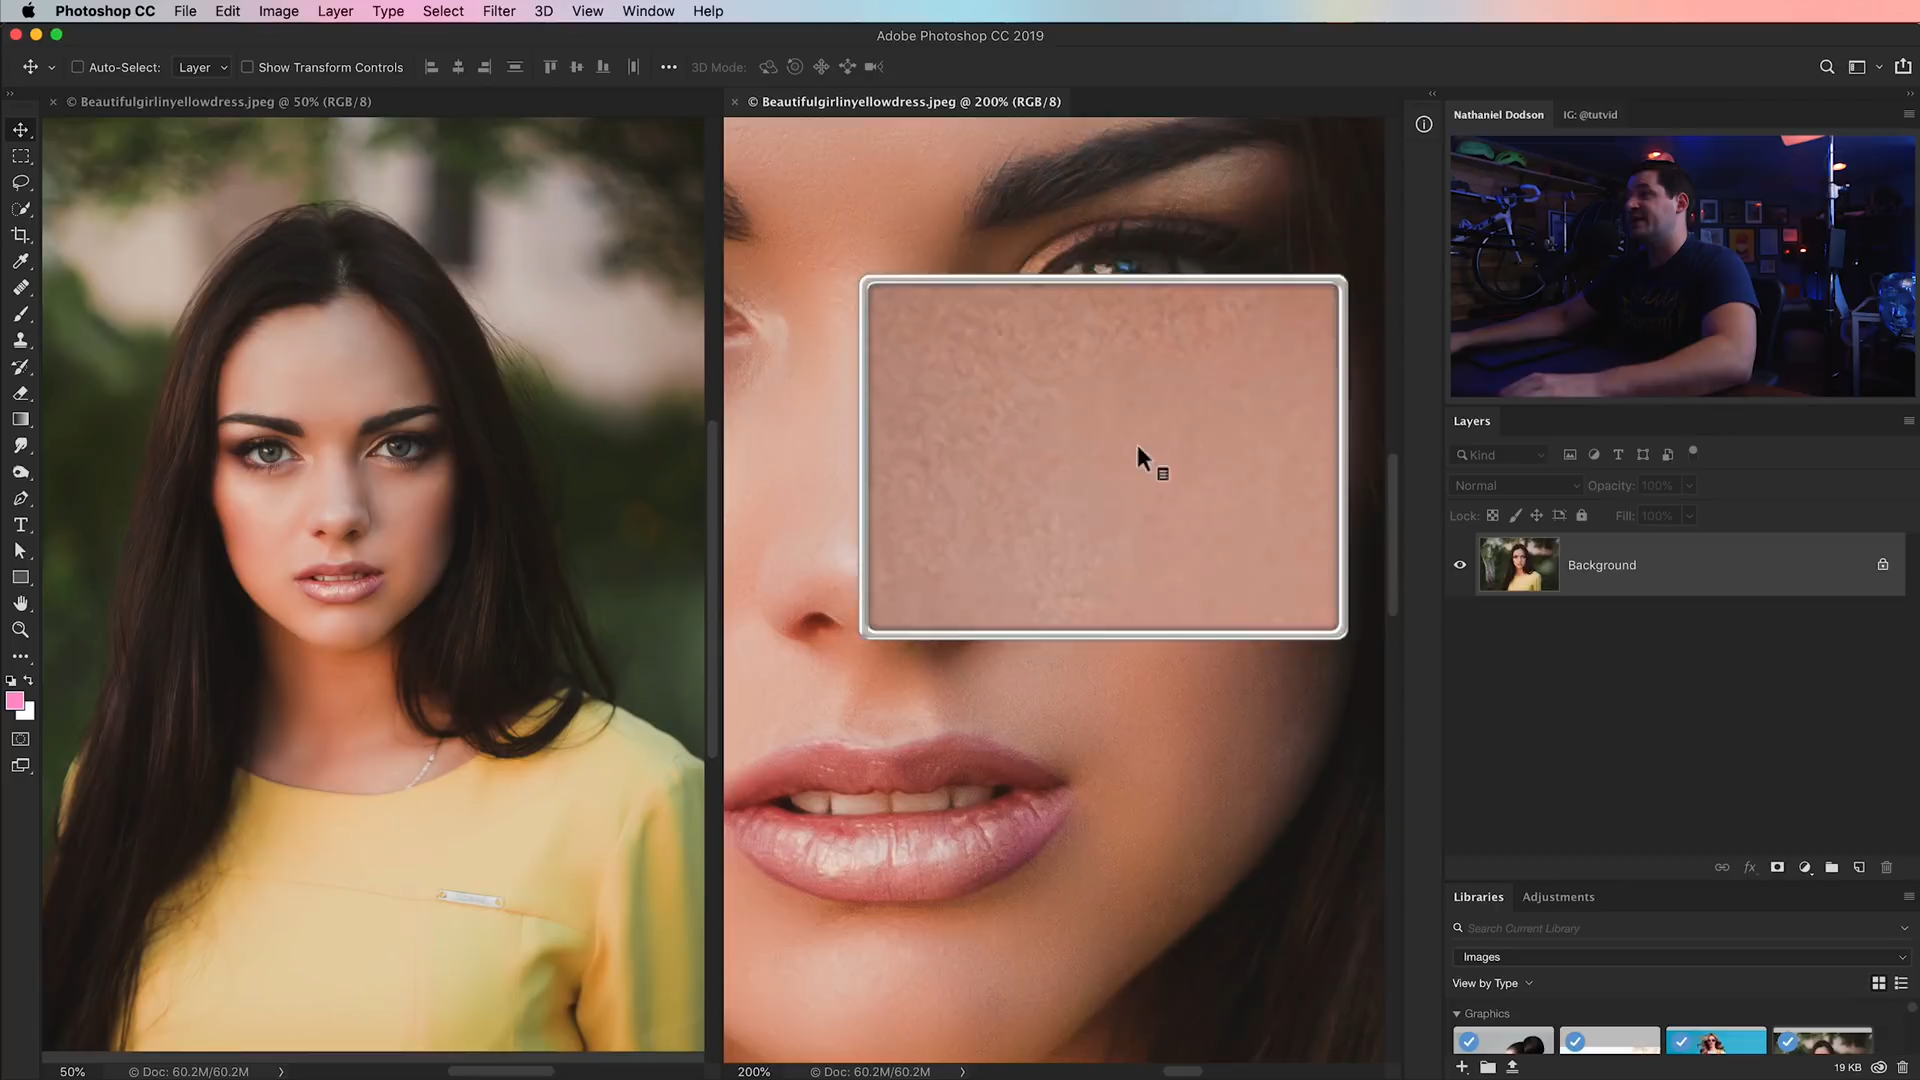 Photoshop CC File Edit Image Layer Type Select Filter 3D View Window Help
Adobe Photoshop CC 2019
Auto-Select: Layer Show Transform Controls 3D Mode:
× © Beautifulgirlinyellowdress.jpeg @ 50% (RGB/8)
× © Beautifulgirlinyellowdress.jpeg @ 200% (RGB/8)
Nathaniel Dodson IG: @tutvid
Layers
Kind
Normal Opacity: 100%
Lock: Fill: 100%
Background
fx
Libraries Adjustments
Search Current Library
Images
View by Type
Graphics
50% © Doc: 60.2M/60.2M
200% © Doc: 60.2M/60.2M
19 KB